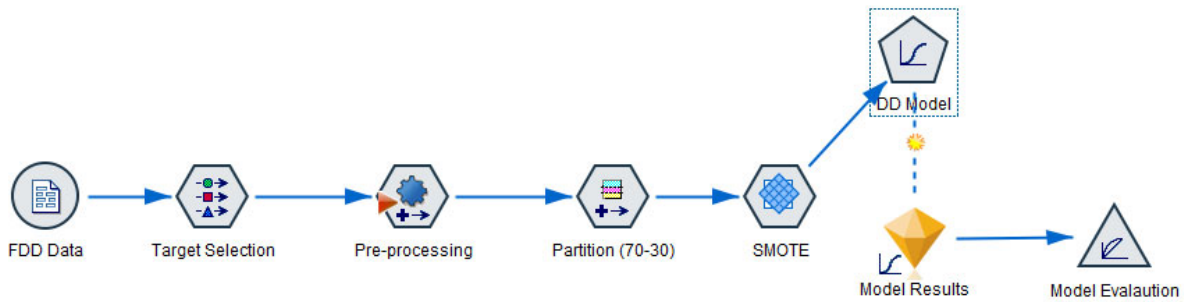 DD Model
FDD Data
Target Selection
Pre-processing
Partition (70-30)
SMOTE
Model Results
Model Evalaution